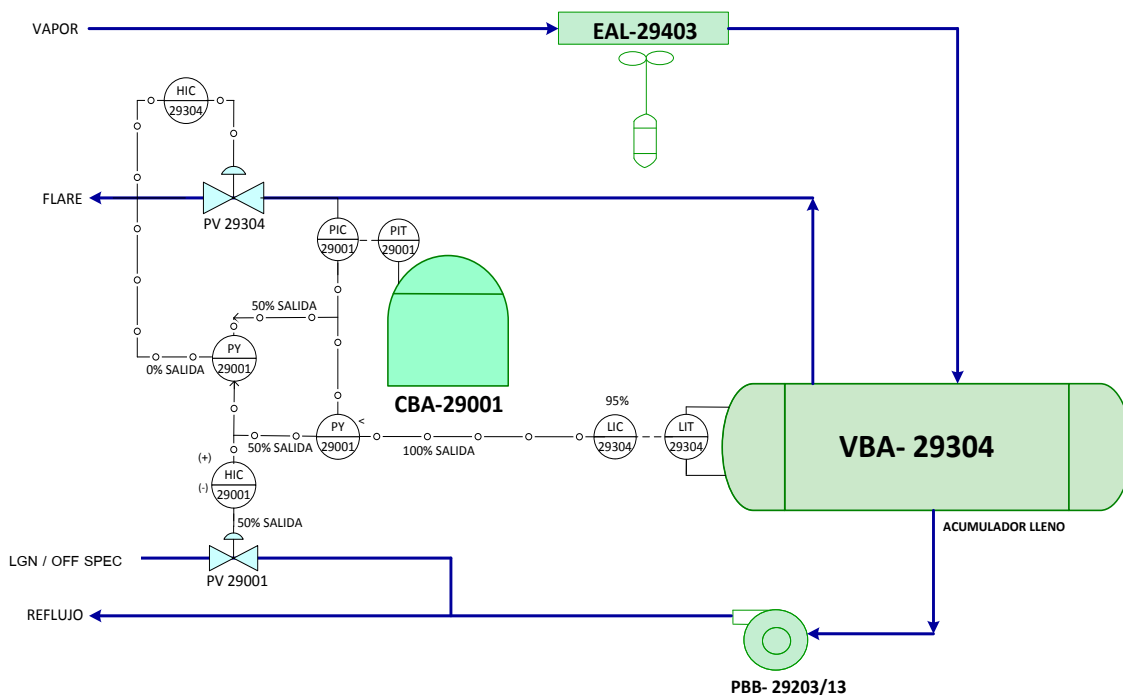 VAPOR
EAL-29403
HIC
29304
FLARE
PV 29304
PIC
29001
PIT
29001
50% SALIDA
PY
29001
0% SALIDA
CBA-29001
95%
<
PY
29001
50% SALIDA
100% SALIDA
LIC
29304
LIT
29304
VBA- 29304
(+)
(-)
HIC
29001
50% SALIDA
ACUMULADOR LLENO
LGN / OFF SPEC
PV 29001
REFLUJO
PBB- 29203/13